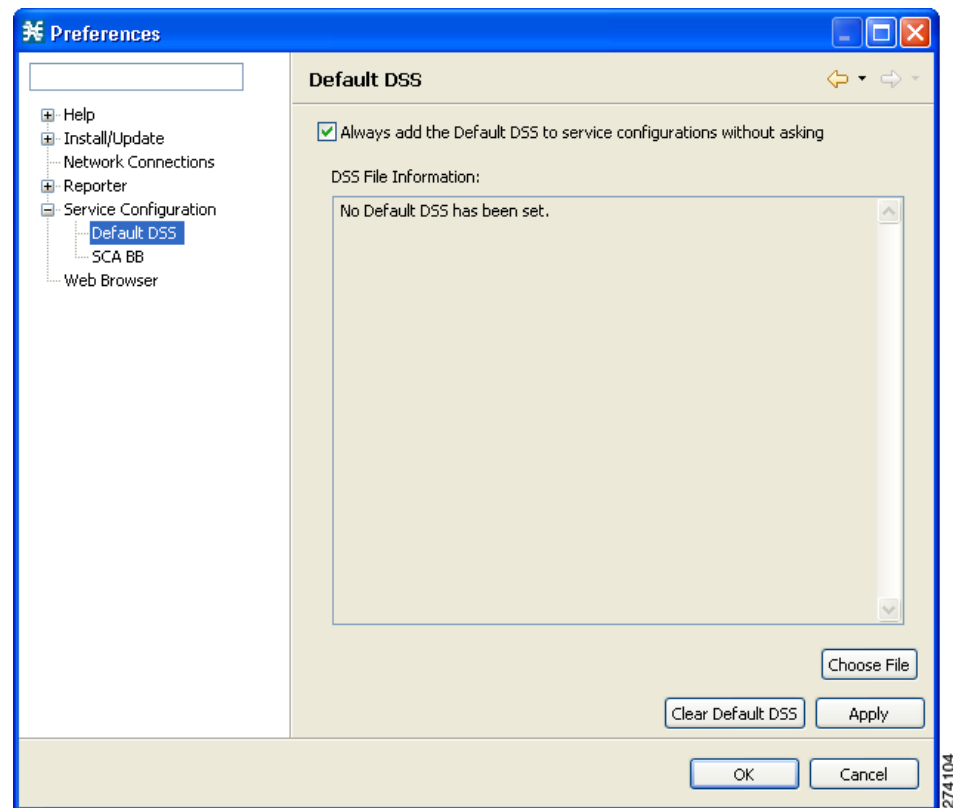 Preferences
Default DSS
Help
Install/Update
Network Connections
Reporter
Service Configuration
Default DSS
SCA BB
Web Browser
Always add the Default DSS to service configurations without asking
DSS File Information:
No Default DSS has been set.
Choose File
Clear Default DSS
Apply
OK
Cancel
274104